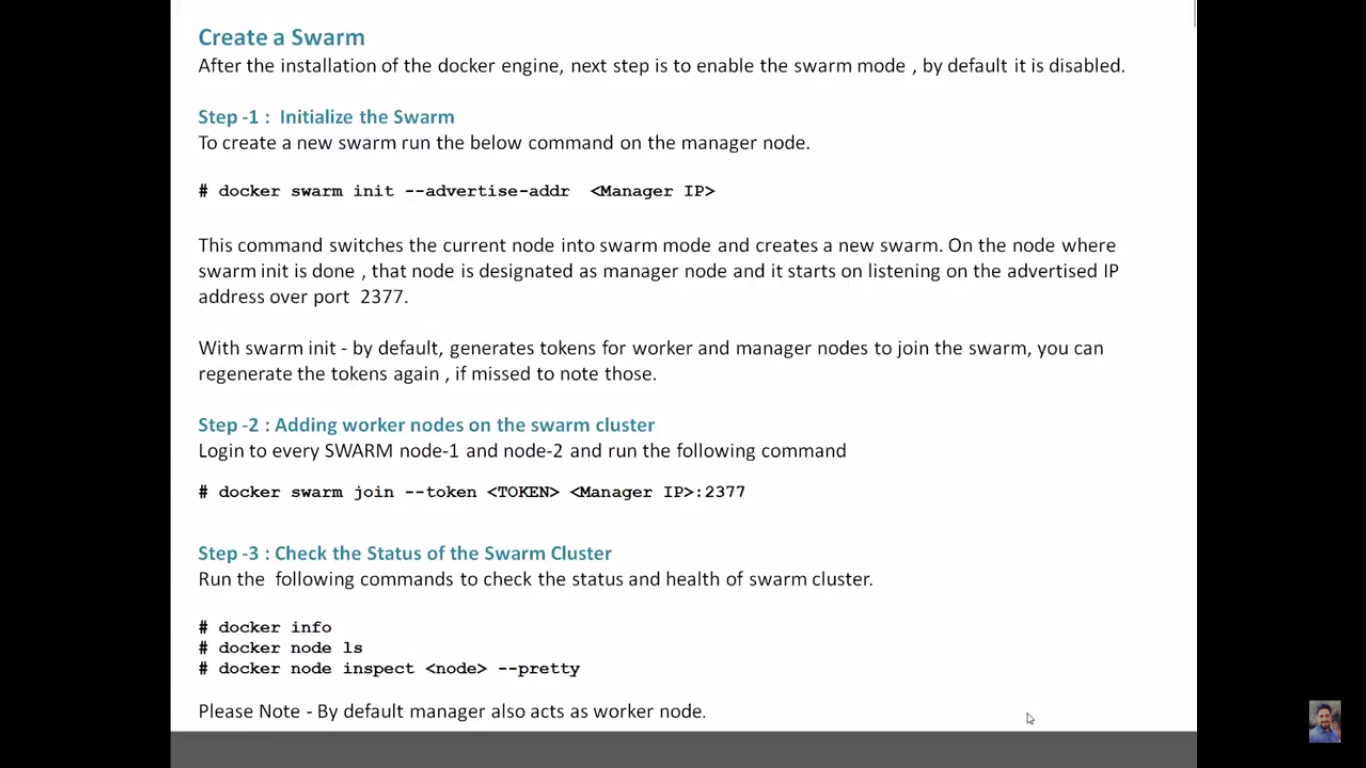 Create a Swarm
After the installation of the docker engine, next step is to enable the swarm mode , by default it is disabled.
Step -1 :  Initialize the Swarm
To create a new swarm run the below command on the manager node.
# docker swarm init --advertise-addr  <Manager IP>
This command switches the current node into swarm mode and creates a new swarm. On the node where
swarm init is done , that node is designated as manager node and it starts on listening on the advertised IP
address over port  2377.
With swarm init - by default, generates tokens for worker and manager nodes to join the swarm, you can
regenerate the tokens again , if missed to note those.
Step -2 : Adding worker nodes on the swarm cluster
Login to every SWARM node-1 and node-2 and run the following command
# docker swarm join --token <TOKEN> <Manager IP>:2377
Step -3 : Check the Status of the Swarm Cluster
Run the  following commands to check the status and health of swarm cluster.
# docker info
# docker node ls
# docker node inspect <node> --pretty
Please Note - By default manager also acts as worker node.